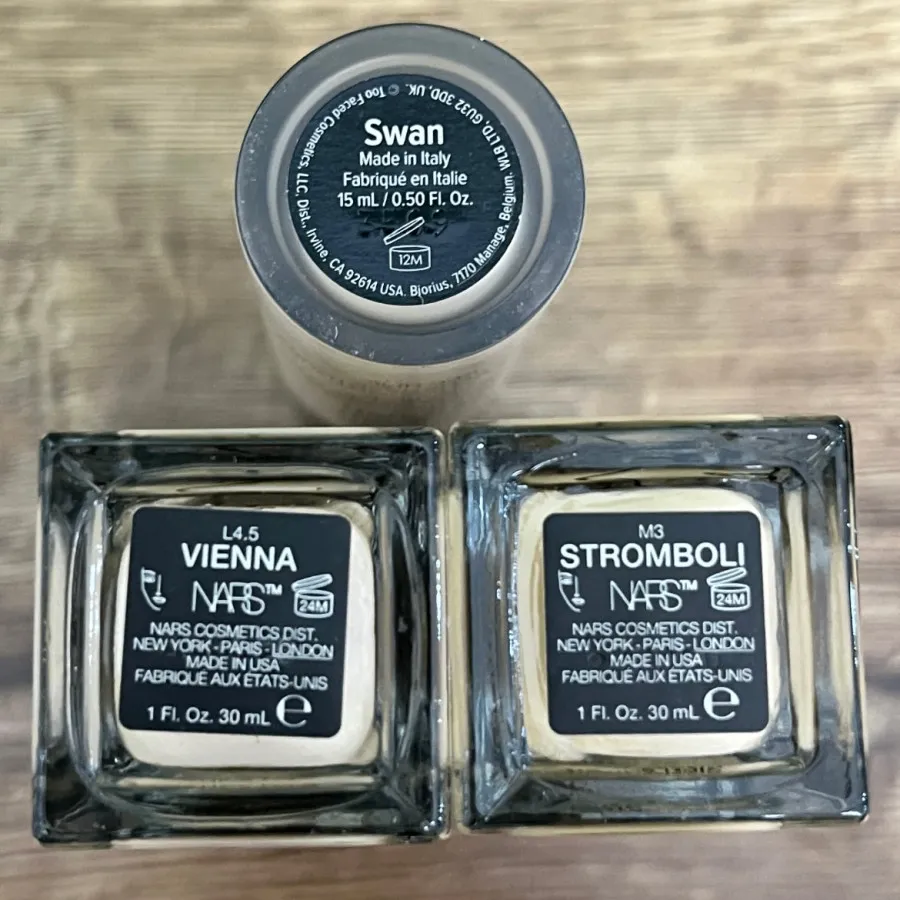 Swan
Made in Italy
Fabriqué en Italie
15 mL / 0.50 Fl. Oz.
12M
© Too Faced Cosmetics, LLC. Dist., Irvine, CA 92614 USA. Bjorius, 7170 Manage, Belgium. WLB LTD, GU32 3DD, UK.
L4.5
VIENNA
NARS™
24M
NARS COSMETICS DIST.
NEW YORK - PARIS - LONDON
MADE IN USA
FABRIQUÉ AUX ÉTATS-UNIS
1 Fl. Oz. 30 mL ℮
M3
STROMBOLI
NARS™
24M
NARS COSMETICS DIST.
NEW YORK - PARIS - LONDON
MADE IN USA
FABRIQUÉ AUX ÉTATS-UNIS
1 Fl. Oz. 30 mL ℮